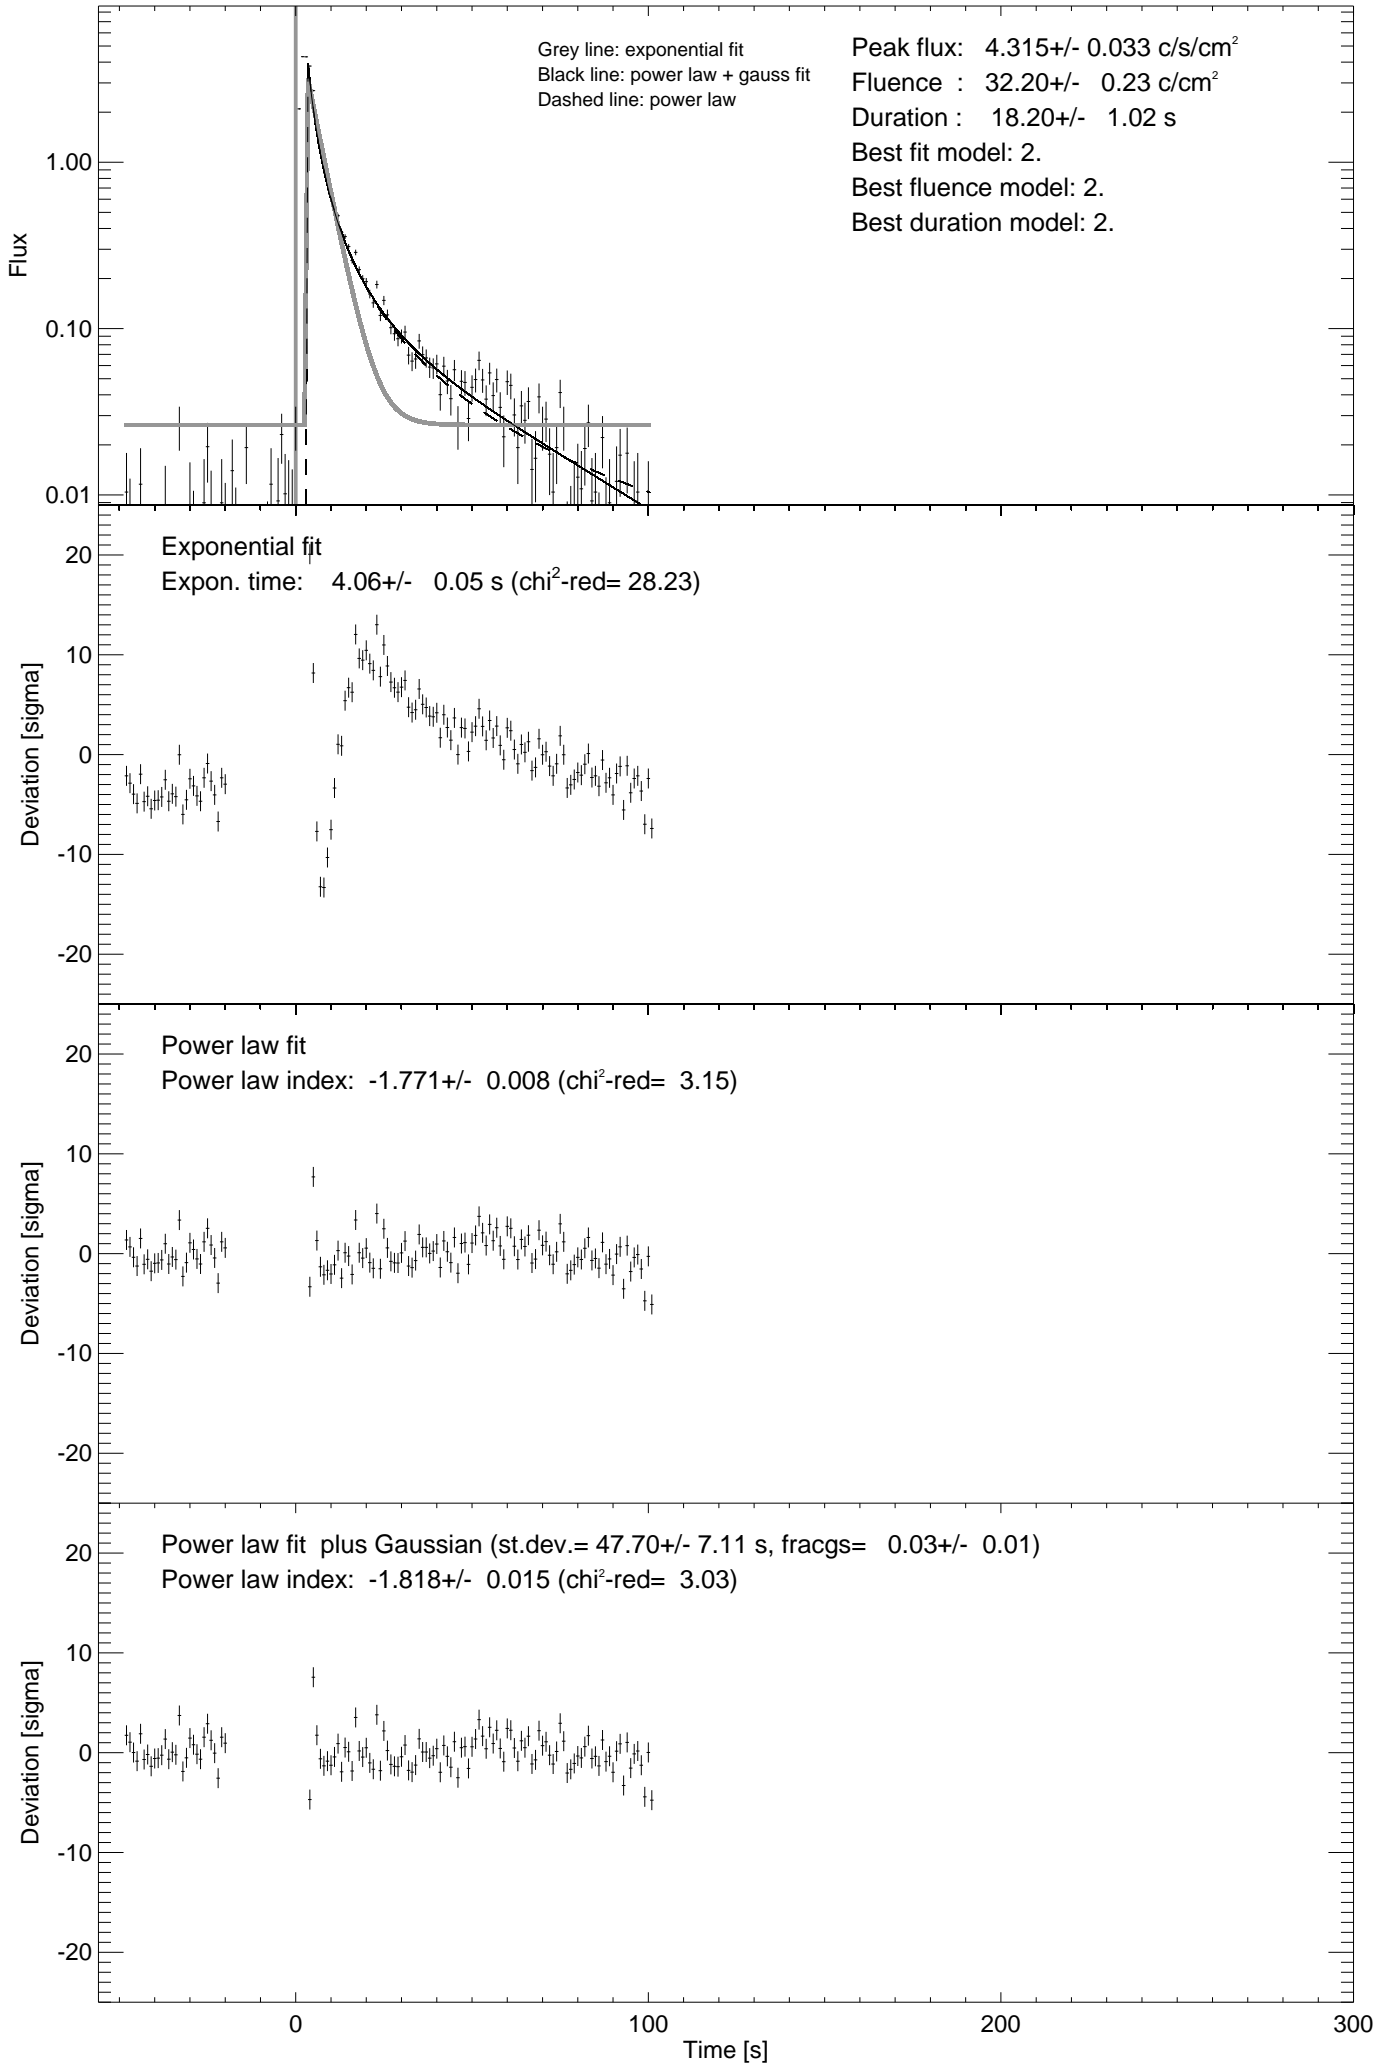 Grey line: exponential fit
Black line: power law + gauss fit
Dashed line: power law
Peak flux: 4.315+/- 0.033 c/s/cm²
Fluence : 32.20+/- 0.23 c/cm²
Duration : 18.20+/- 1.02 s
Best fit model: 2.
Best fluence model: 2.
Best duration model: 2.
1.00
0.10
0.01
Flux
Exponential fit
Expon. time: 4.06+/- 0.05 s (chi²-red= 28.23)
20
10
0
-10
-20
Deviation [sigma]
Power law fit
Power law index: -1.771+/- 0.008 (chi²-red= 3.15)
20
10
0
-10
-20
Deviation [sigma]
Power law fit plus Gaussian (st.dev.= 47.70+/- 7.11 s, fracgs= 0.03+/- 0.01)
Power law index: -1.818+/- 0.015 (chi²-red= 3.03)
20
10
0
-10
-20
Deviation [sigma]
0 100 200 300
Time [s]